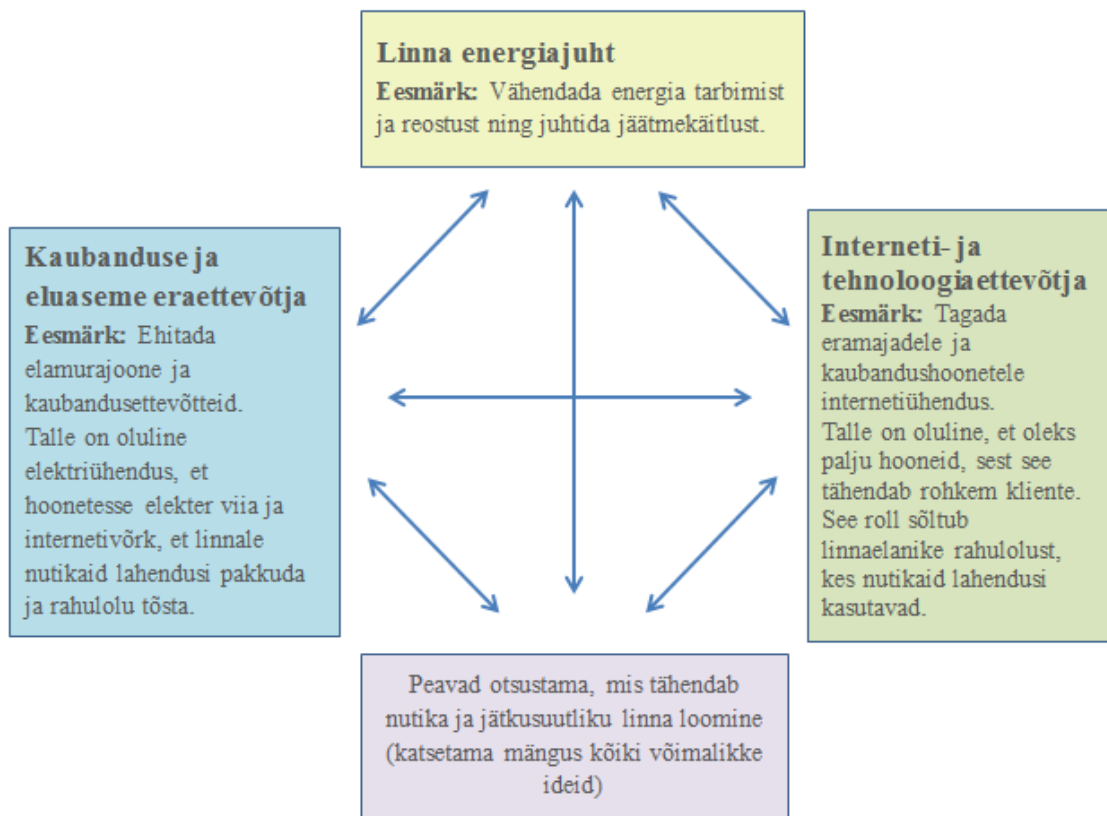 Linna energiajuht
Eesmärk: Vähendada energia tarbimist
ja reostust ning juhtida jäätmekäitlust.
Kaubanduse ja
eluaseme eraettevõtja
Eesmärk: Ehitada
elamurajoone ja
kaubandusettevõtteid.
Talle on oluline
elektriühendus, et
hoonetesse elekter viia ja
internetivõrk, et linnale
nutikaid lahendusi pakkuda
ja rahulolu tõsta.
Interneti- ja
tehnoloogiaettevõtja
Eesmärk: Tagada
eramajadele ja
kaubandushoonetele
internetiühendus.
Talle on oluline, et oleks
palju hooneid, sest see
tähendab rohkem kliente.
See roll sõltub
linnaelanike rahulolust,
kes nutikaid lahendusi
kasutavad.
Peavad otsustama, mis tähendab
nutika ja jätkusuutliku linna loomine
(katsetama mängus kõiki võimalikke
ideid)